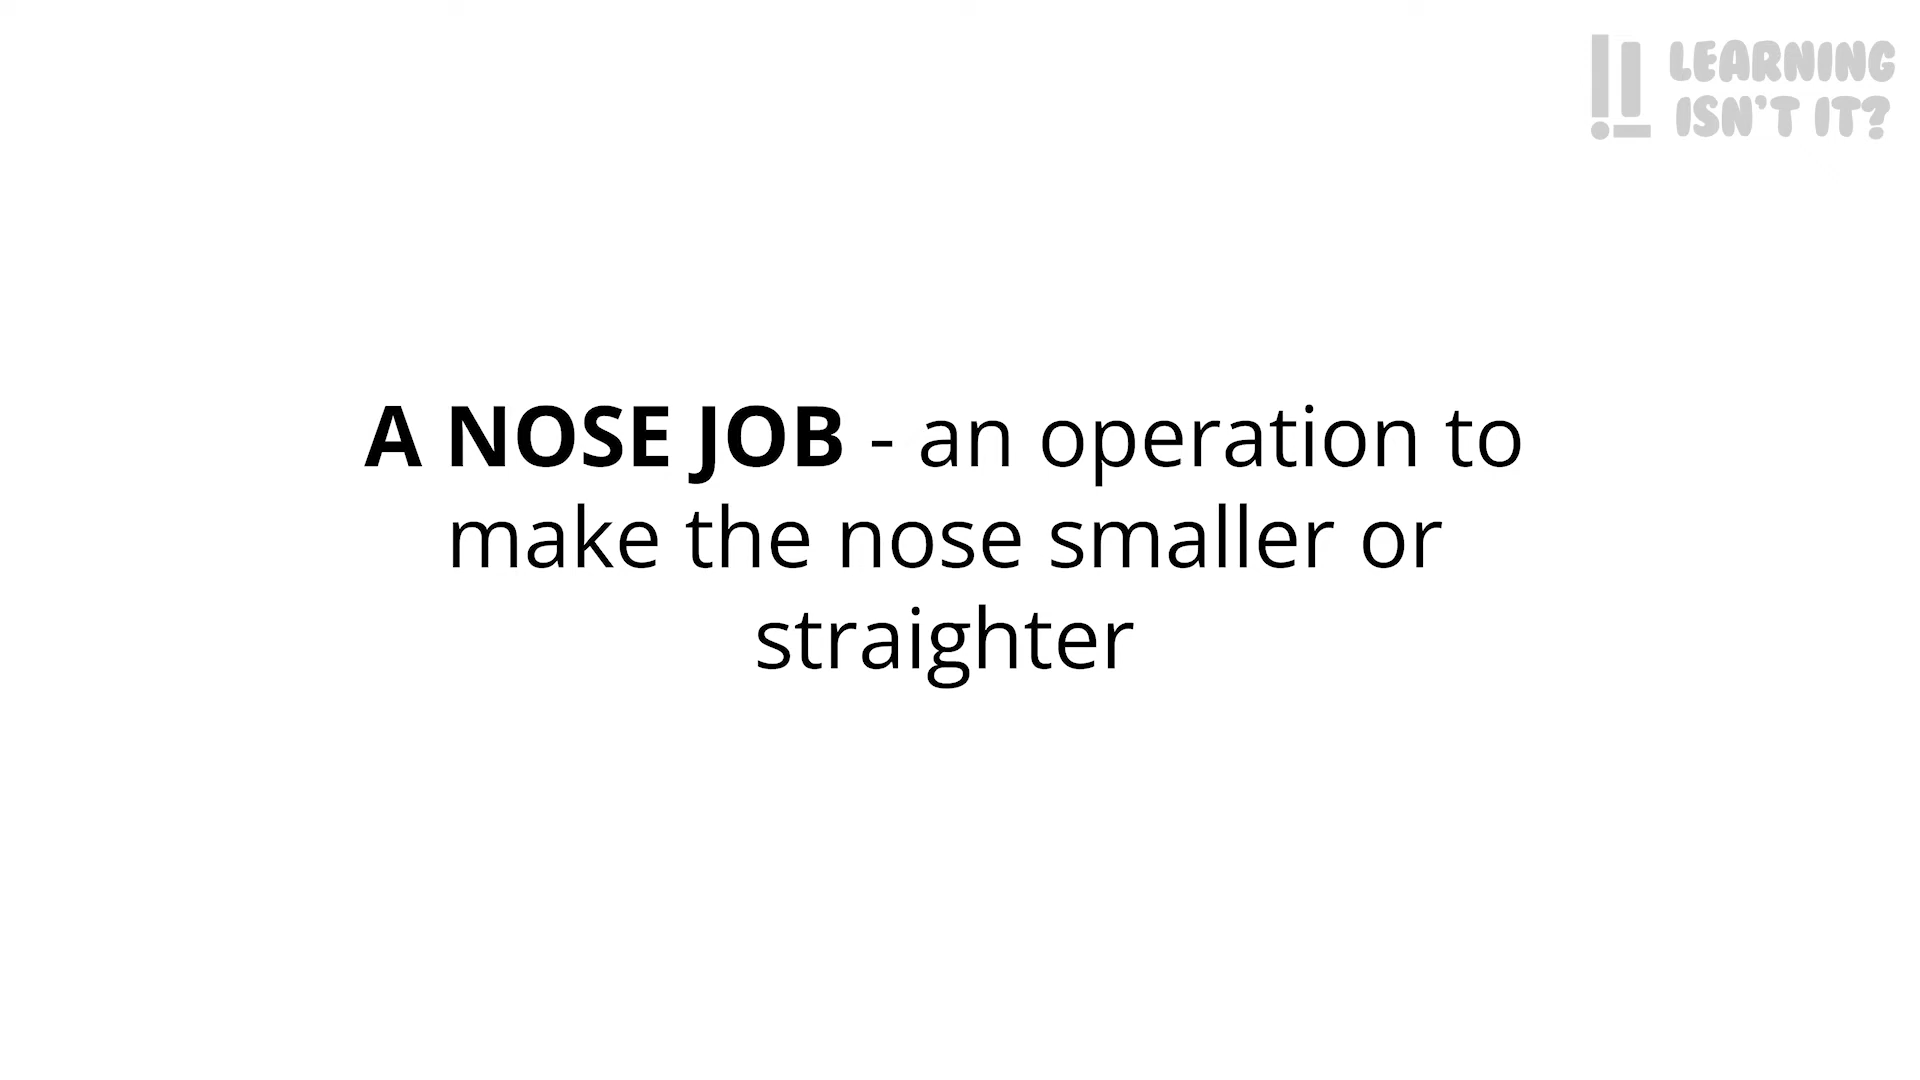 LEARNING
ISN'T IT?
A NOSE JOB - an operation to
make the nose smaller or
straighter